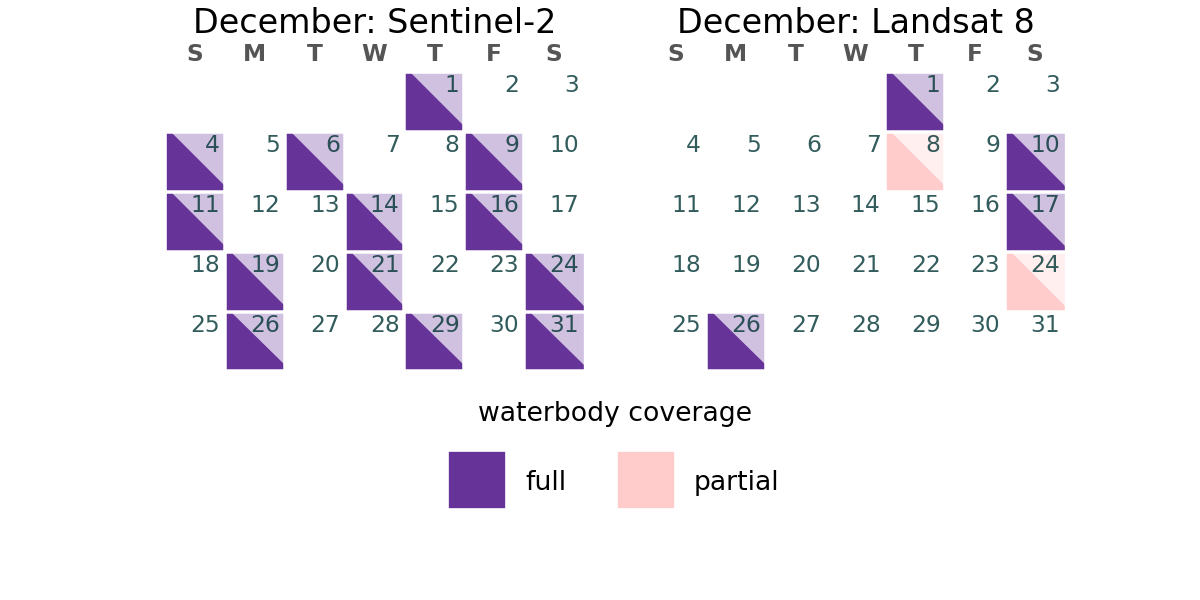 December: Sentinel-2
S M T W T F S
1 2 3
4 5 6 7 8 9 10
11 12 13 14 15 16 17
18 19 20 21 22 23 24
25 26 27 28 29 30 31
December: Landsat 8
S M T W T F S
1 2 3
4 5 6 7 8 9 10
11 12 13 14 15 16 17
18 19 20 21 22 23 24
25 26 27 28 29 30 31
waterbody coverage
full partial